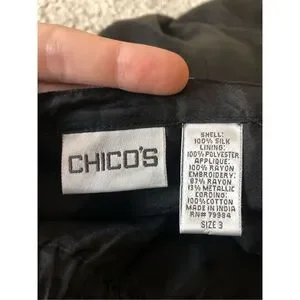 CHICO'S
SHELL:
100% SILK
LINING:
100% POLYESTER
APPLIQUE:
100% RAYON
EMBROIDERY:
87% RAYON
13% METALLIC
CORDING:
100% COTTON
MADE IN INDIA
RN# 79984
SIZE 3